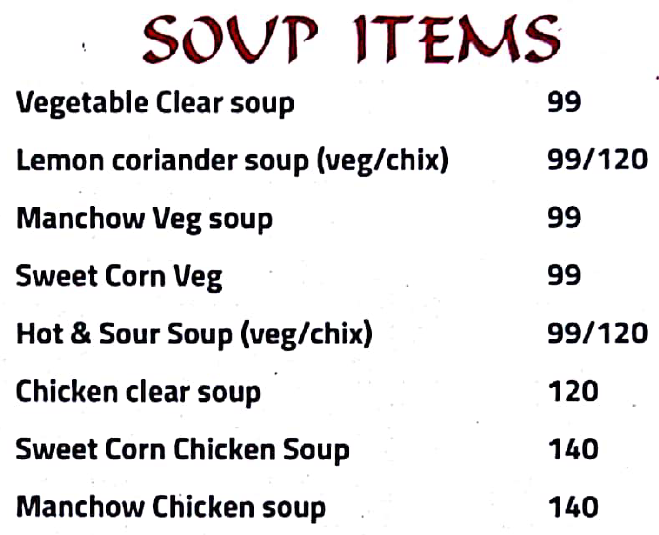 SOUP ITEMS
Vegetable Clear soup 99
Lemon coriander soup (veg/chix) 99/120
Manchow Veg soup 99
Sweet Corn Veg 99
Hot & Sour Soup (veg/chix) 99/120
Chicken clear soup 120
Sweet Corn Chicken Soup 140
Manchow Chicken soup 140